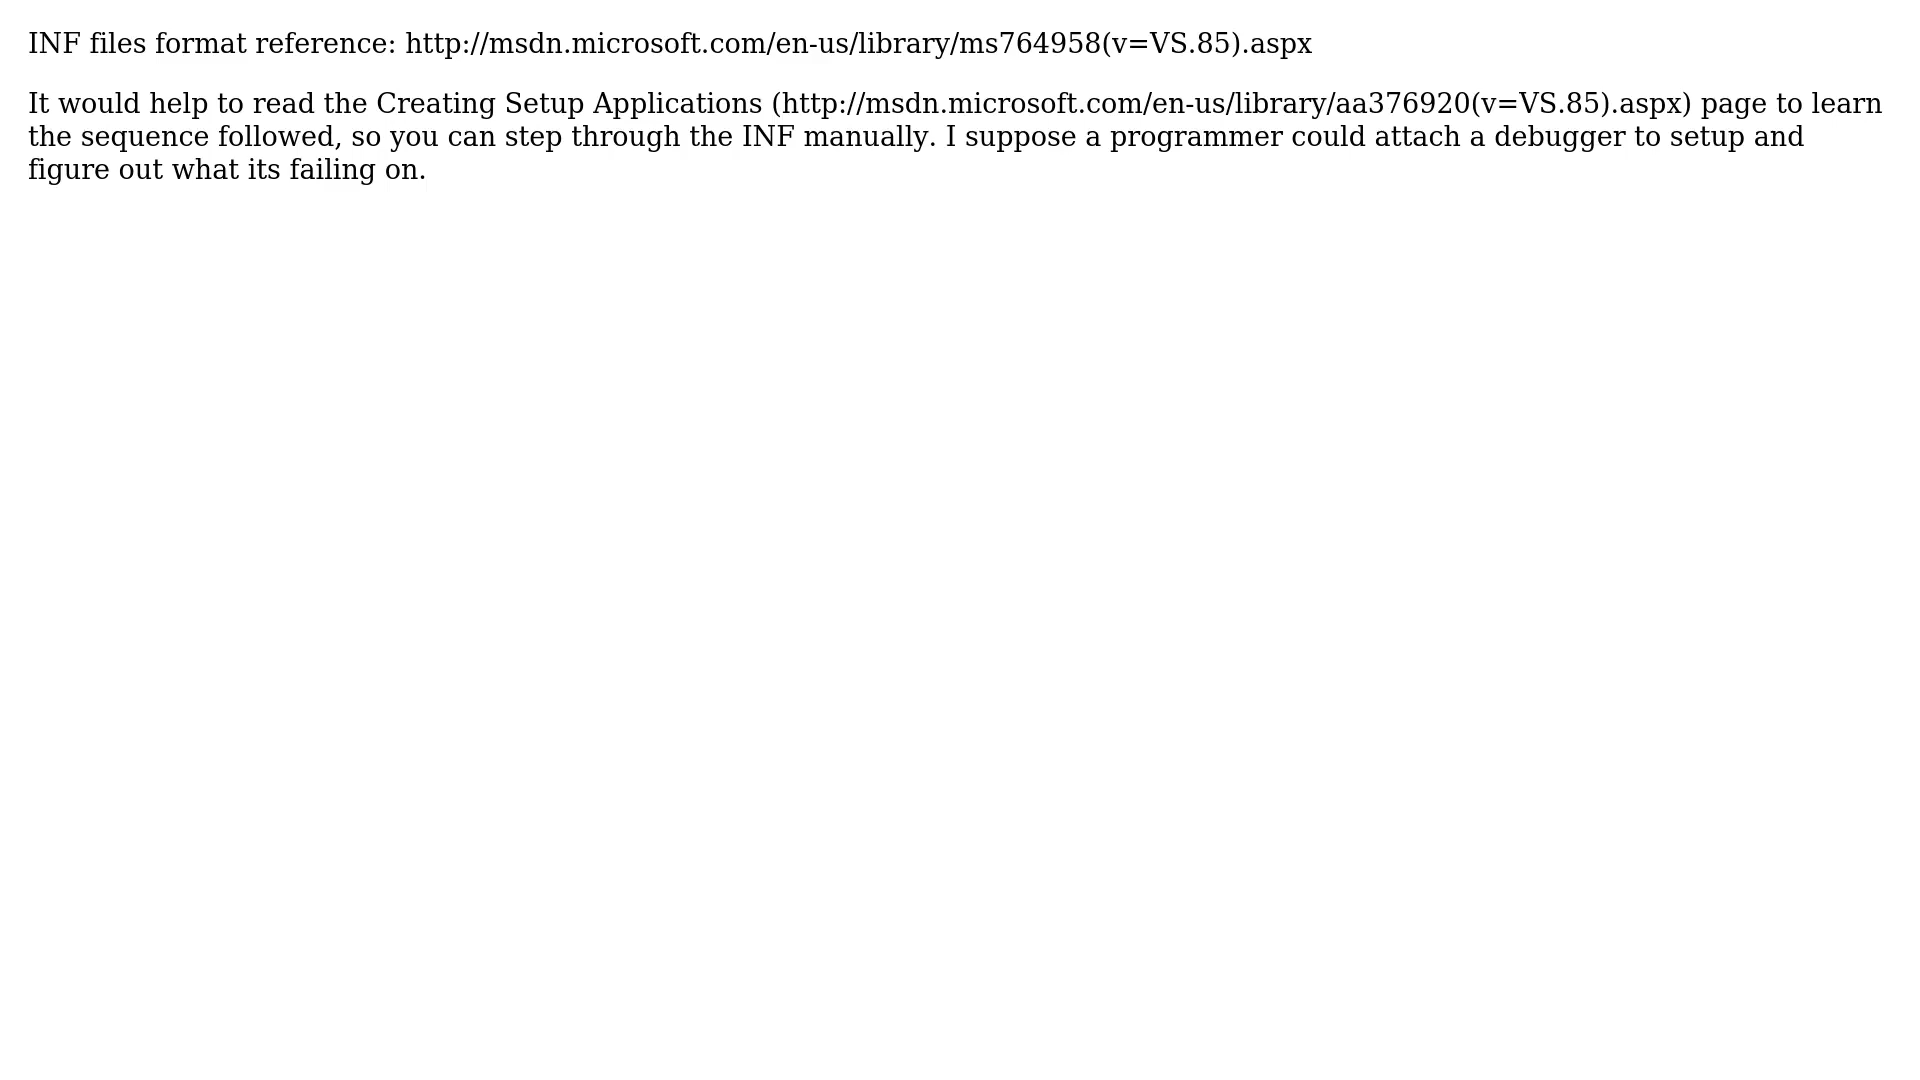 INF files format reference: http://msdn.microsoft.com/en-us/library/ms764958(v=VS.85).aspx
It would help to read the Creating Setup Applications (http://msdn.microsoft.com/en-us/library/aa376920(v=VS.85).aspx) page to learn
the sequence followed, so you can step through the INF manually. I suppose a programmer could attach a debugger to setup and
figure out what its failing on.